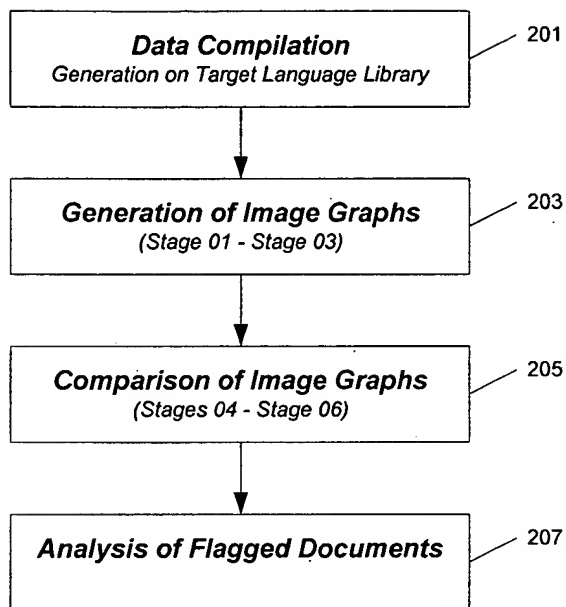 Data Compilation
Generation on Target Language Library
201
Generation of Image Graphs
(Stage 01 - Stage 03)
203
Comparison of Image Graphs
(Stages 04 - Stage 06)
205
Analysis of Flagged Documents
207